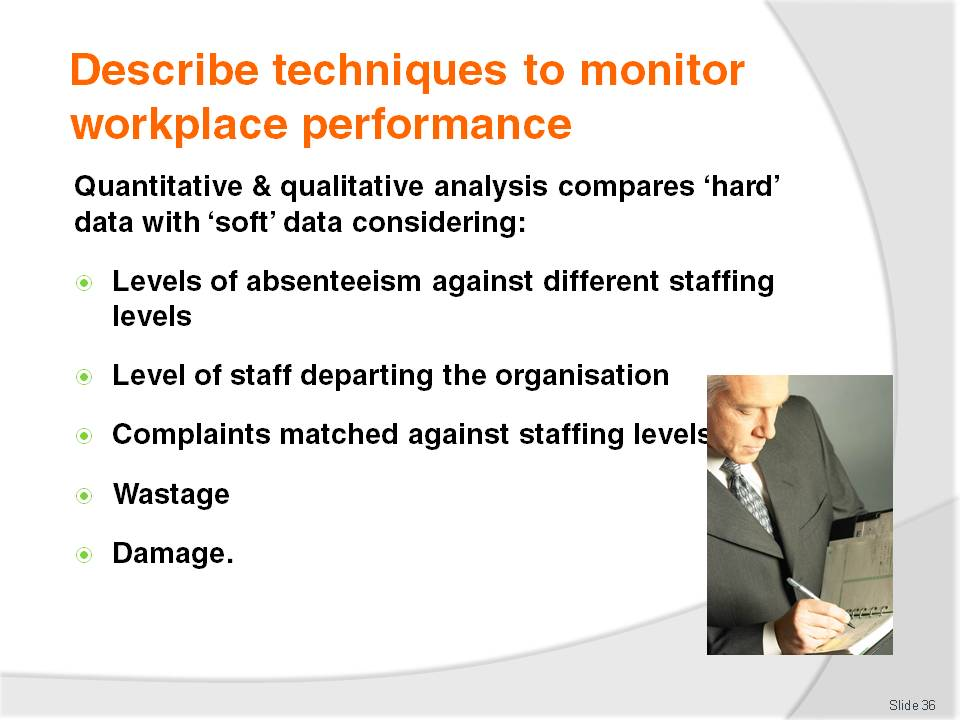 Describe techniques to monitor
workplace performance
Quantitative & qualitative analysis compares ‘hard’
data with ‘soft’ data considering:
Levels of absenteeism against different staffing
levels
Level of staff departing the organisation
Complaints matched against staffing levels
Wastage
Damage.
Slide 36